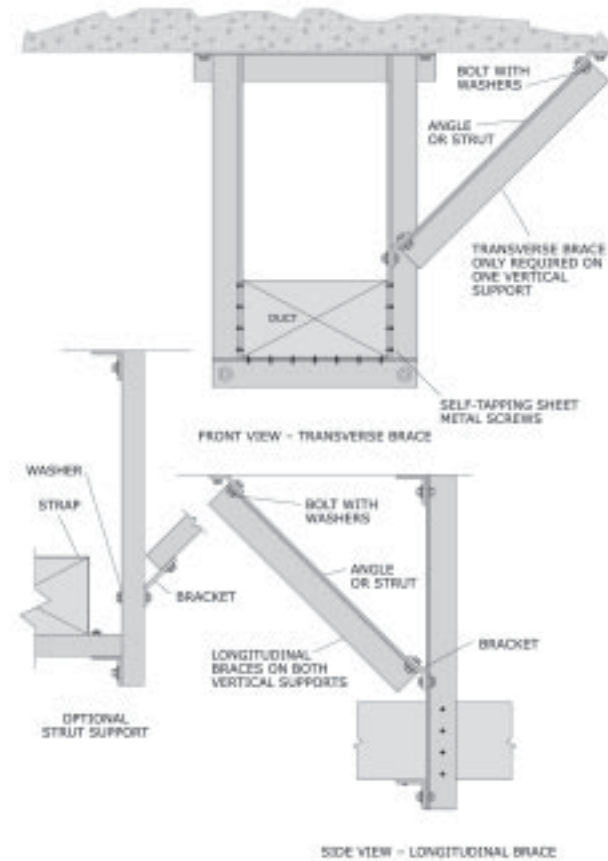 BOLT WITH
WASHERS
ANGLE
OR STRUT
TRANSVERSE BRACE
ONLY REQUIRED ON
ONE VERTICAL
SUPPORT
DUCT
SELF-TAPPING SHEET
METAL SCREWS
FRONT VIEW – TRANSVERSE BRACE
WASHER
STRAP
BRACKET
OPTIONAL
STRUT SUPPORT
BOLT WITH
WASHERS
ANGLE
OR STRUT
LONGITUDINAL
BRACES ON BOTH
VERTICAL SUPPORTS
BRACKET
SIDE VIEW – LONGITUDINAL BRACE